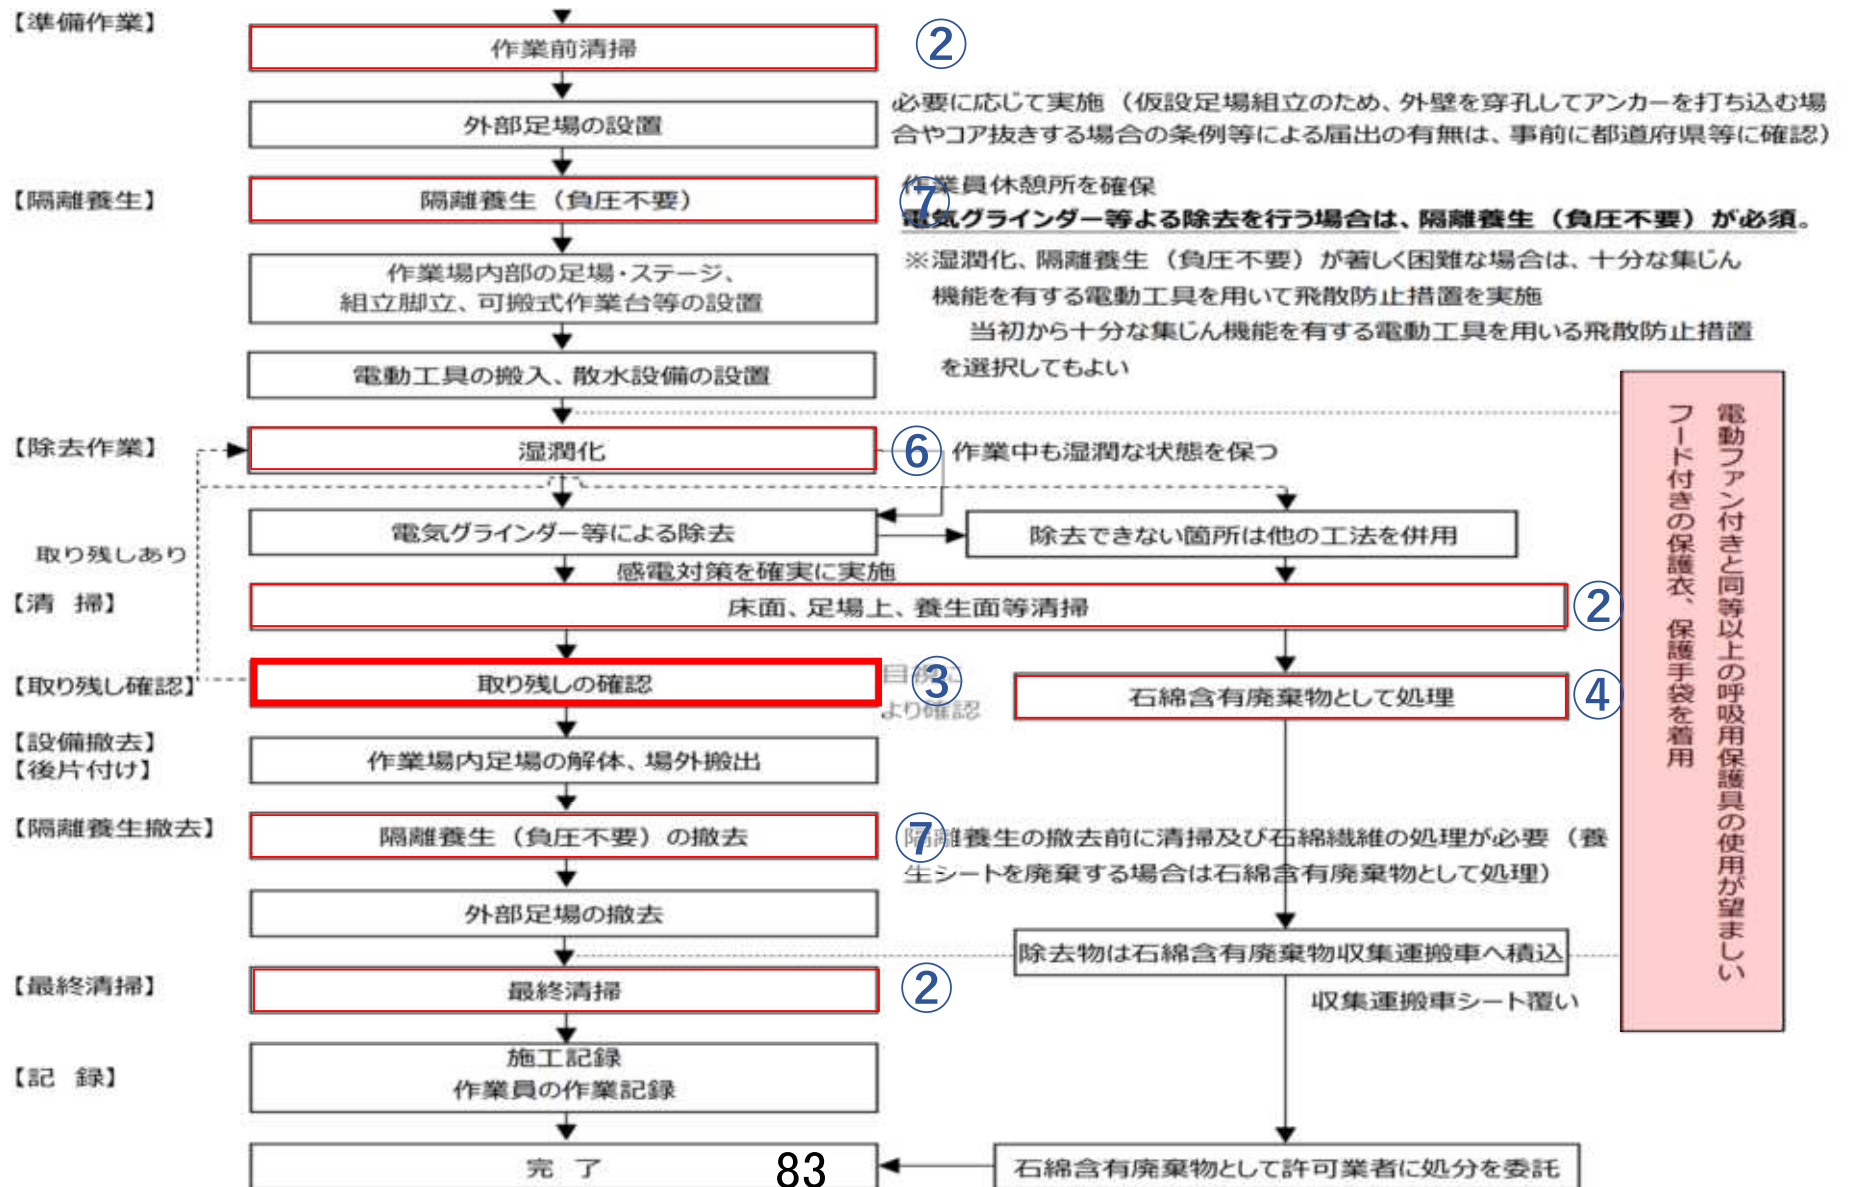 【準備作業】
作業前清掃
②
外部足場の設置
必要に応じて実施（仮設足場組立のため、外壁を穿孔してアンカーを打ち込む場
合やコア抜きする場合の条例等による届出の有無は、事前に都道府県等に確認）
【隔離養生】
隔離養生（負圧不要）
⑦
作業員休憩所を確保
電気グラインダー等よる除去を行う場合は、隔離養生（負圧不要）が必須。
※湿潤化、隔離養生（負圧不要）が著しく困難な場合は、十分な集じん
機能を有する電動工具を用いて飛散防止措置を実施
当初から十分な集じん機能を有する電動工具を用いる飛散防止措置
を選択してもよい
作業場内部の足場・ステージ、
組立脚立、可搬式作業台等の設置
電動工具の搬入、散水設備の設置
【除去作業】
湿潤化
⑥
作業中も湿潤な状態を保つ
電気グラインダー等による除去
除去できない箇所は他の工法を併用
取り残しあり
感電対策を確実に実施
【清　掃】
床面、足場上、養生面等清掃
②
【取り残し確認】
取り残しの確認
③
目視に
より確認
石綿含有廃棄物として処理
④
【設備撤去】
【後片付け】
作業場内足場の解体、場外搬出
【隔離養生撤去】
隔離養生（負圧不要）の撤去
⑦
隔離養生の撤去前に清掃及び石綿繊維の処理が必要（養
生シートを廃棄する場合は石綿含有廃棄物として処理）
外部足場の撤去
除去物は石綿含有廃棄物収集運搬車へ積込
収集運搬車シート覆い
【最終清掃】
最終清掃
②
【記　録】
施工記録
作業員の作業記録
完　了
83
石綿含有廃棄物として許可業者に処分を委託
電動ファン付きと同等以上の呼吸用保護具の使用が望ましい
フード付きの保護衣、保護手袋を着用